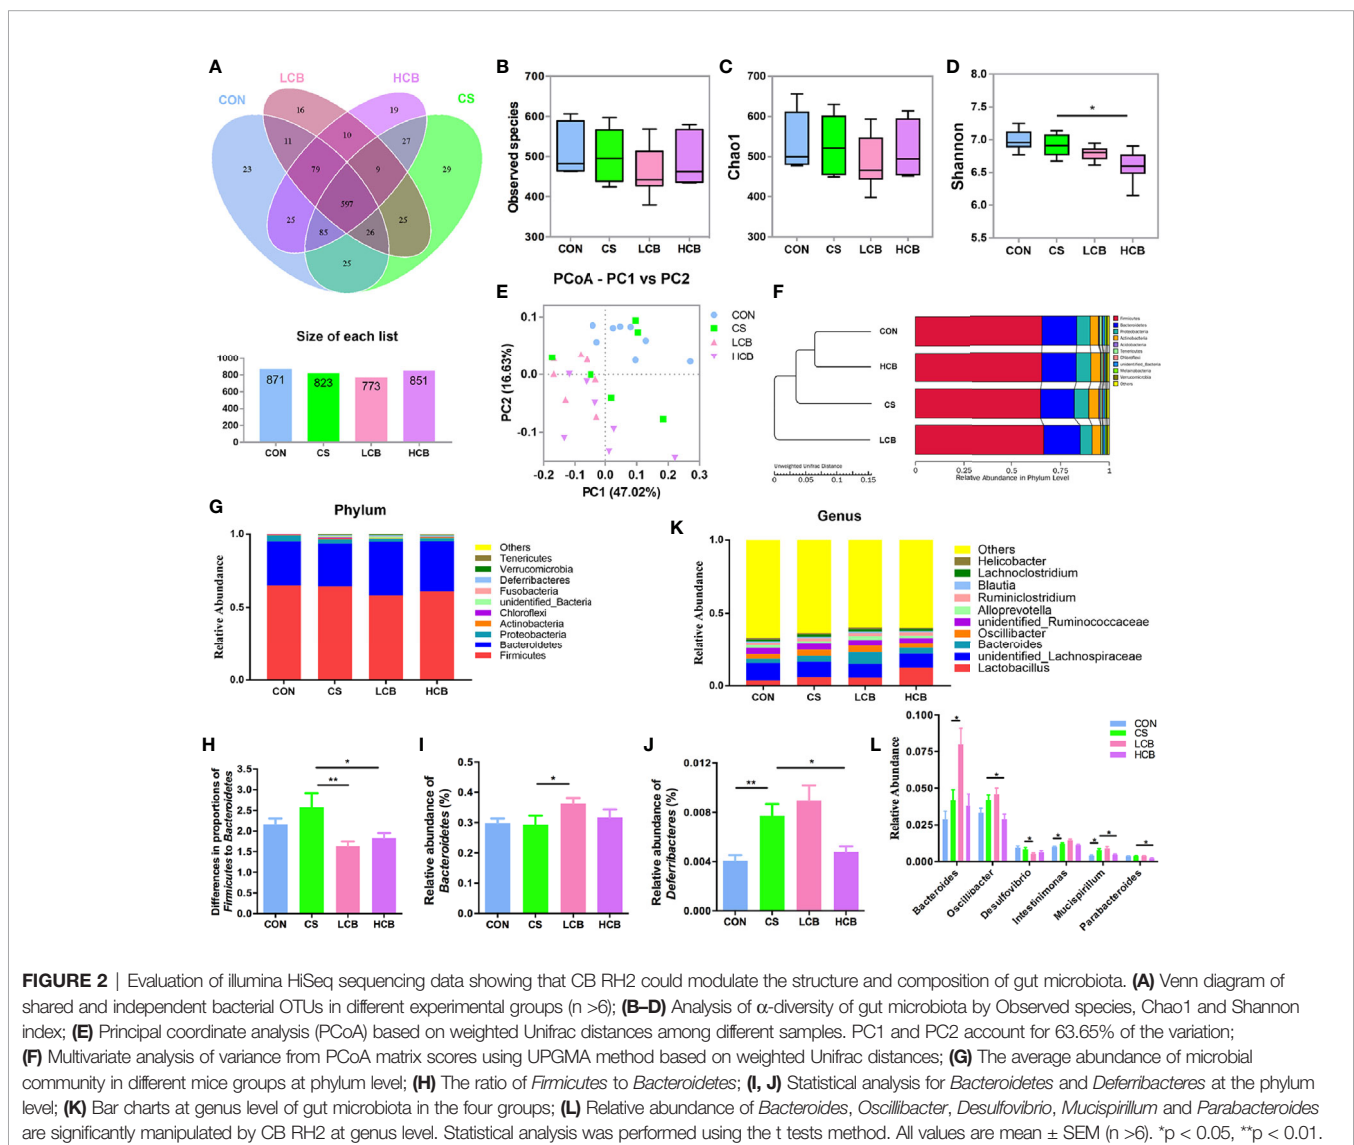 A
CON
LCB
HCB
CS
16
19
11
10
27
23
79
9
29
597
25
85
26
25
25
Size of each list
1000
800
600
400
200
0
871
823
773
851
CON
CS
LCB
HCB
B
Observed species
700
600
500
400
300
CON
CS
LCB
HCB
C
Chao1
700
600
500
400
300
CON
CS
LCB
HCB
D
Shannon
8.0
7.5
7.0
6.5
6.0
5.5
*
CON
CS
LCB
HCB
E
PCoA - PC1 vs PC2
PC2 (16.63%)
0.1
0.0
-0.1
-0.2
-0.1
0.0
0.1
0.2
0.3
PC1 (47.02%)
CON
CS
LCB
F
CON
HCB
CS
LCB
Unweighted Unifrac Distance
0
0.05
0.1
0.15
0
0.25
0.5
0.75
1
Relative Abundance in Phylum Level
Firmicutes
Bacteroidetes
Proteobacteria
Actinobacteria
Tenericutes
Chloroflexi
unidentified_Bacteria
Verrucomicrobia
Others
G
Phylum
Relative Abundance
1.0
0.5
0.0
CON
CS
LCB
HCB
Others
Tenericutes
Verrucomicrobia
Deferribacteres
Fusobacteria
unidentified_Bacteria
Chloroflexi
Actinobacteria
Proteobacteria
Bacteroidetes
Firmicutes
K
Genus
Relative Abundance
1.0
0.5
0.0
CON
CS
LCB
HCB
Others
Helicobacter
Lachnoclostridium
Blautia
Ruminiclostridium
Alloprevotella
unidentified_Ruminococcaceae
Oscillibacter
Bacteroides
unidentified_Lachnospiraceae
Lactobacillus
H
Differences in proportions of
Firmicutes to Bacteroidetes
3.5
3.0
2.5
2.0
1.5
1.0
0.5
0.0
*
**
CON
CS
LCB
HCB
I
Relative abundance of
Bacteroidetes (%)
0.5
0.4
0.3
0.2
0.1
0.0
*
CON
CS
LCB
HCB
J
Relative abundance of
Deferribacteres (%)
0.012
0.008
0.004
0.000
**
*
CON
CS
LCB
HCB
L
Relative Abundance
0.100
0.075
0.050
0.025
0.000
*
*
*
*
*
*
*
CON
CS
LCB
HCB
Bacteroides
Oscillibacter
Desulfovibrio
Intestinimonas
Mucispirillum
Parabacteroides
FIGURE 2 | Evaluation of illumina HiSeq sequencing data showing that CB RH2 could modulate the structure and composition of gut microbiota. (A) Venn diagram of
shared and independent bacterial OTUs in different experimental groups (n >6); (B–D) Analysis of α-diversity of gut microbiota by Observed species, Chao1 and Shannon
index; (E) Principal coordinate analysis (PCoA) based on weighted Unifrac distances among different samples. PC1 and PC2 account for 63.65% of the variation;
(F) Multivariate analysis of variance from PCoA matrix scores using UPGMA method based on weighted Unifrac distances; (G) The average abundance of microbial
community in different mice groups at phylum level; (H) The ratio of Firmicutes to Bacteroidetes; (I, J) Statistical analysis for Bacteroidetes and Deferribacteres at the phylum
level; (K) Bar charts at genus level of gut microbiota in the four groups; (L) Relative abundance of Bacteroides, Oscillibacter, Desulfovibrio, Mucispirillum and Parabacteroides
are significantly manipulated by CB RH2 at genus level. Statistical analysis was performed using the t tests method. All values are mean ± SEM (n >6). *p < 0.05, **p < 0.01.